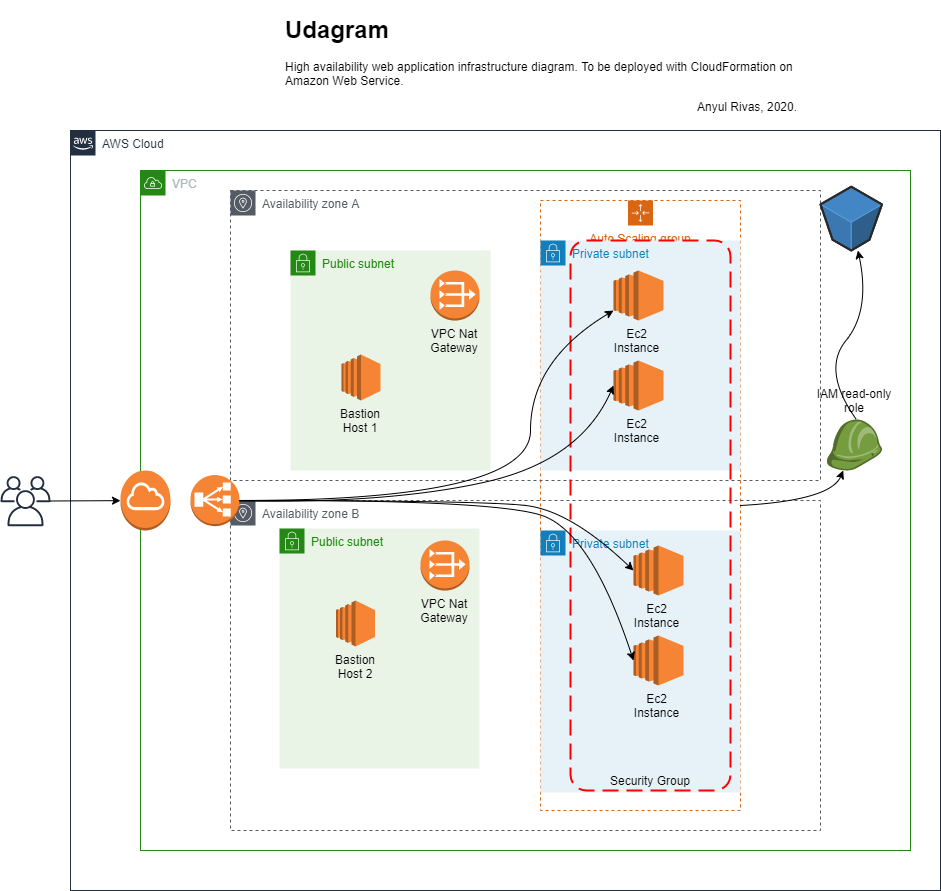 Udagram
High availability web application infrastructure diagram. To be deployed with CloudFormation on
Amazon Web Service.
Anyul Rivas, 2020.
aws
AWS Cloud
VPC
Availability zone A
Auto Scaling group
Public subnet
Private subnet
VPC Nat
Gateway
Ec2
Instance
Bastion
Host 1
Ec2
Instance
IAM read-only
role
Availability zone B
Public subnet
Private subnet
VPC Nat
Gateway
Ec2
Instance
Bastion
Host 2
Ec2
Instance
Security Group